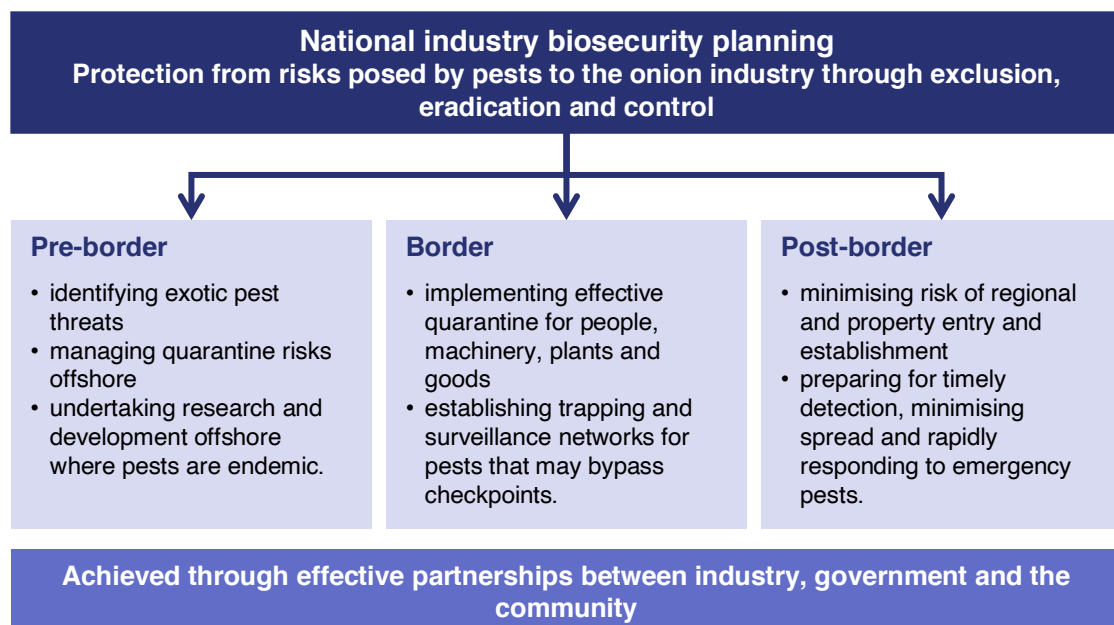 National industry biosecurity planning
Protection from risks posed by pests to the onion industry through exclusion,
eradication and control
Pre-border
• identifying exotic pest
threats
• managing quarantine risks
offshore
• undertaking research and
development offshore
where pests are endemic.
Border
• implementing effective
quarantine for people,
machinery, plants and
goods
• establishing trapping and
surveillance networks for
pests that may bypass
checkpoints.
Post-border
• minimising risk of regional
and property entry and
establishment
• preparing for timely
detection, minimising
spread and rapidly
responding to emergency
pests.
Achieved through effective partnerships between industry, government and the
community